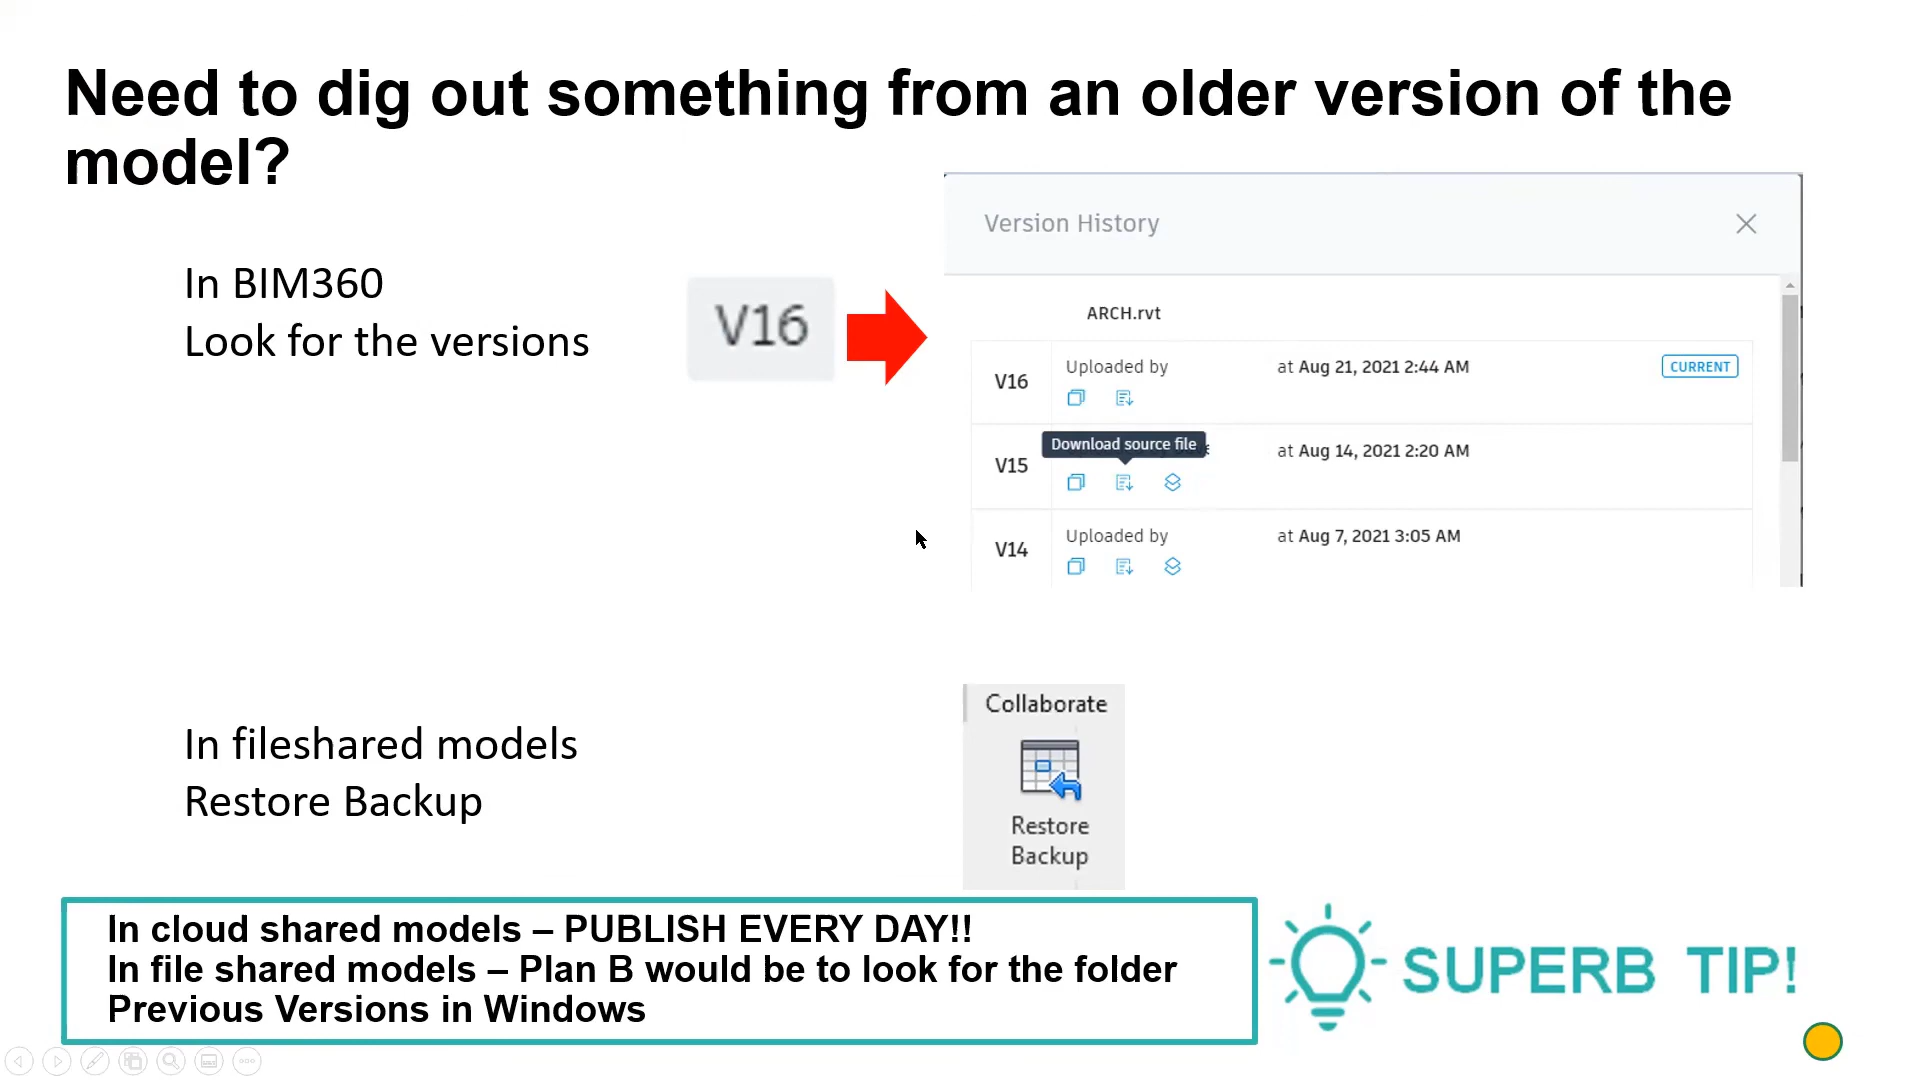 Need to dig out something from an older version of the
model?
In BIM360
Look for the versions
V16
Version History
ARCH.rvt
V16
Uploaded by
at Aug 21, 2021 2:44 AM
CURRENT
Download source file
V15
at Aug 14, 2021 2:20 AM
V14
Uploaded by
at Aug 7, 2021 3:05 AM
In fileshared models
Restore Backup
Collaborate
Restore
Backup
In cloud shared models – PUBLISH EVERY DAY!!
In file shared models – Plan B would be to look for the folder
Previous Versions in Windows
SUPERB TIP!